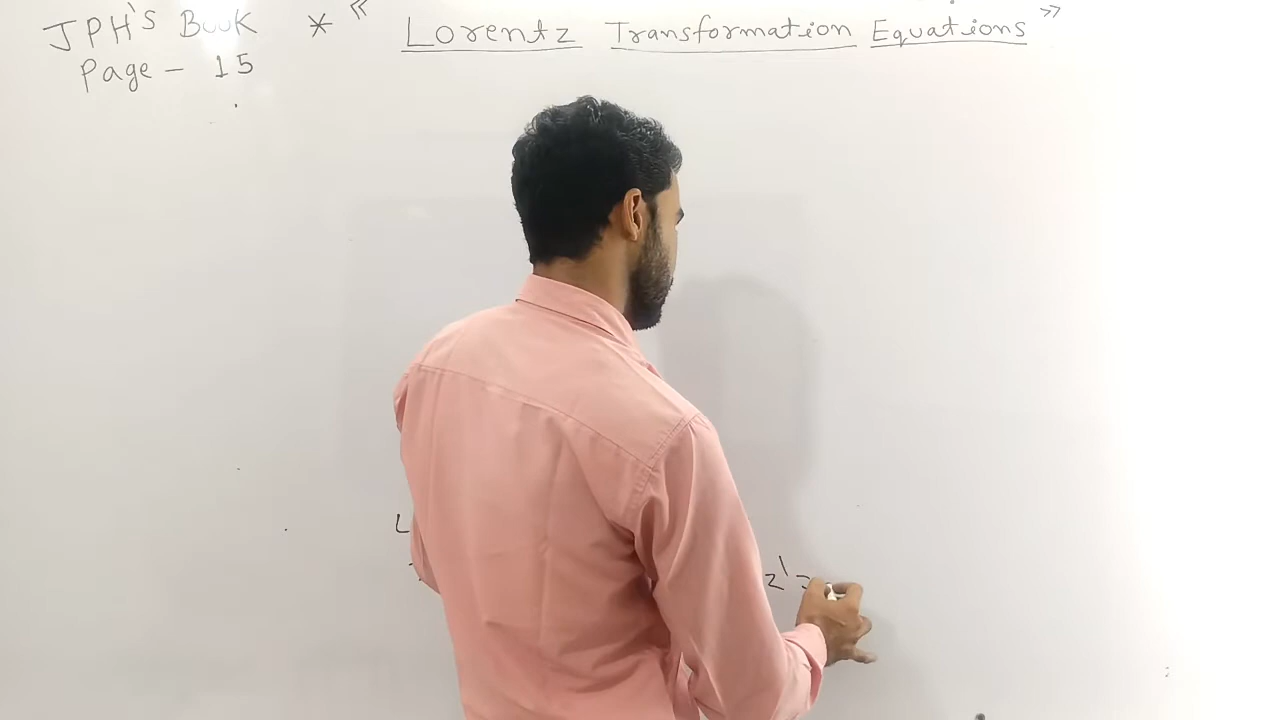 JPH's Book * " Lorentz Transformation Equations "
Page - 15
L
z' =